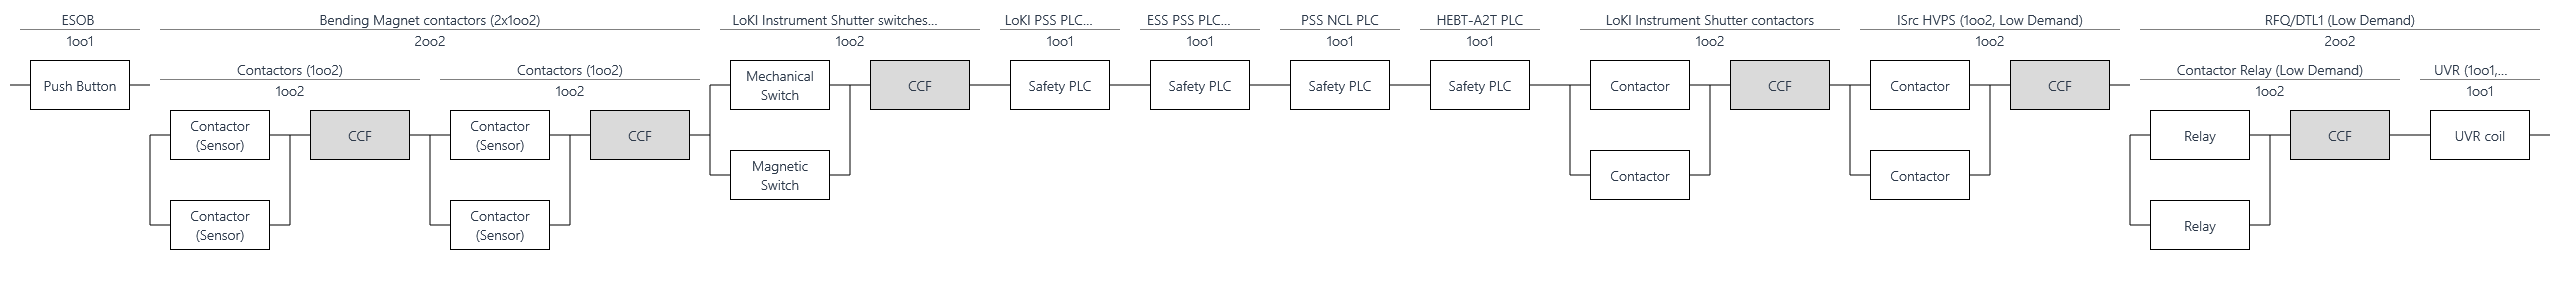 ESOB
1oo1
Push Button
Bending Magnet contactors (2x1oo2)
2oo2
Contactors (1oo2)
1oo2
Contactor
(Sensor)
CCF
Contactor
(Sensor)
Contactors (1oo2)
1oo2
Contactor
(Sensor)
CCF
Contactor
(Sensor)
LoKI Instrument Shutter switches...
1oo2
Mechanical
Switch
CCF
Magnetic
Switch
LoKI PSS PLC...
1oo1
Safety PLC
ESS PSS PLC...
1oo1
Safety PLC
PSS NCL PLC
1oo1
Safety PLC
HEBT-A2T PLC
1oo1
Safety PLC
LoKI Instrument Shutter contactors
1oo2
Contactor
CCF
Contactor
ISrc HVPS (1oo2, Low Demand)
1oo2
Contactor
CCF
Contactor
RFQ/DTL1 (Low Demand)
2oo2
Contactor Relay (Low Demand)
1oo2
Relay
CCF
Relay
UVR (1oo1,...
1oo1
UVR coil